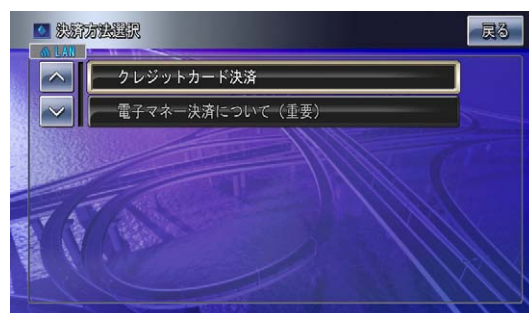 決済方法選択
戻る
LAN
クレジットカード決済
電子マネー決済について（重要）